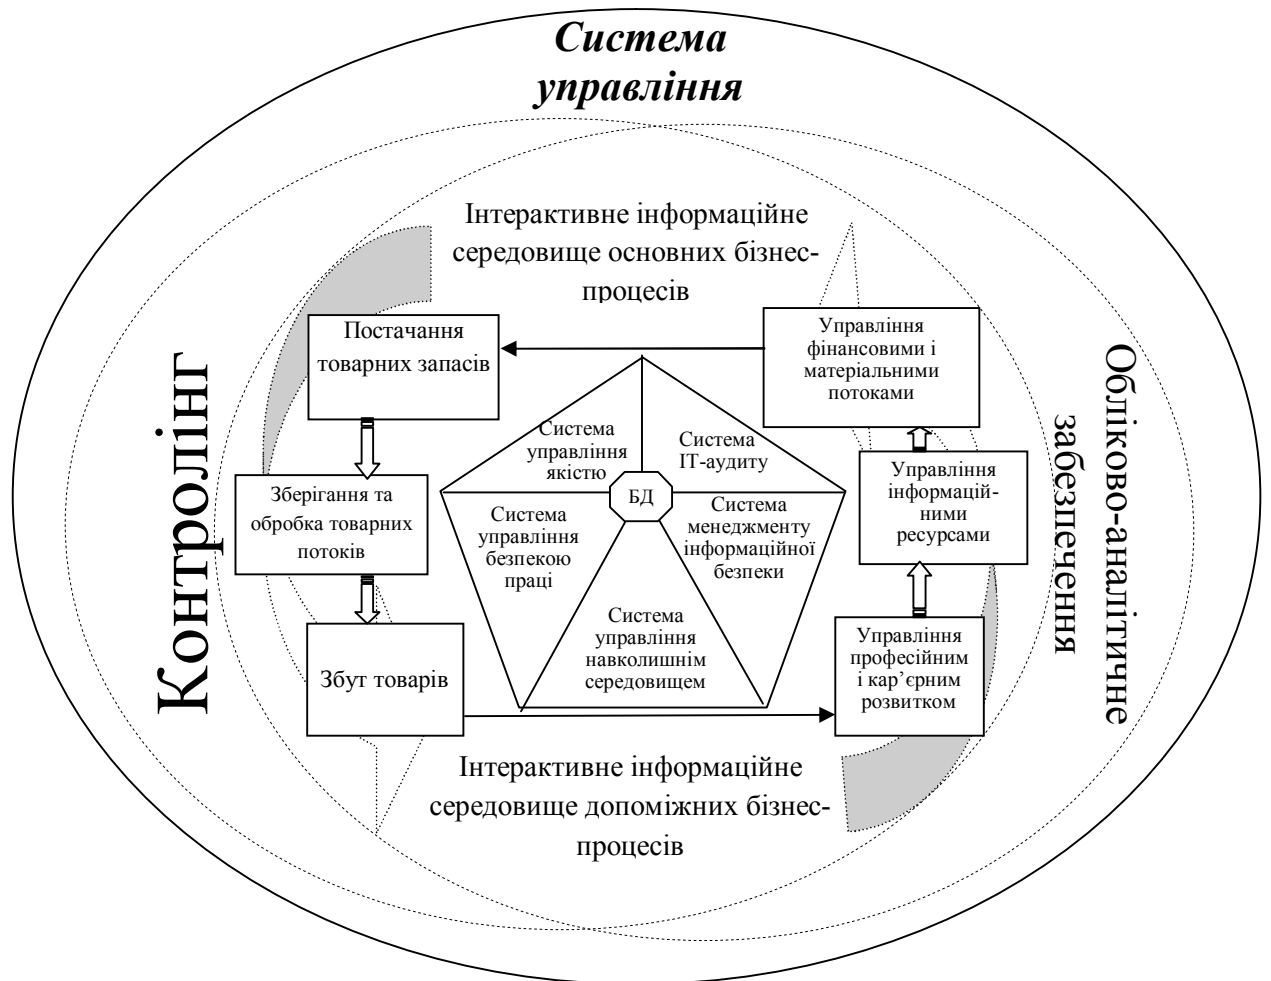 Система
управління
Інтерактивне інформаційне
середовище основних бізнес-
процесів
Контролінг
Обліково-аналітичне
забезпечення
Постачання
товарних запасів
Управління
фінансовими і
матеріальними
потоками
Система
управління
якістю
Система
ІТ-аудиту
БД
Зберігання та
обробка товарних
потоків
Управління
інформацій-
ними
ресурсами
Система
управління
безпекою
праці
Система
менеджменту
інформаційної
безпеки
Система
управління
навколишнім
середовищем
Збут товарів
Управління
професійним
і кар’єрним
розвитком
Інтерактивне інформаційне
середовище допоміжних бізнес-
процесів